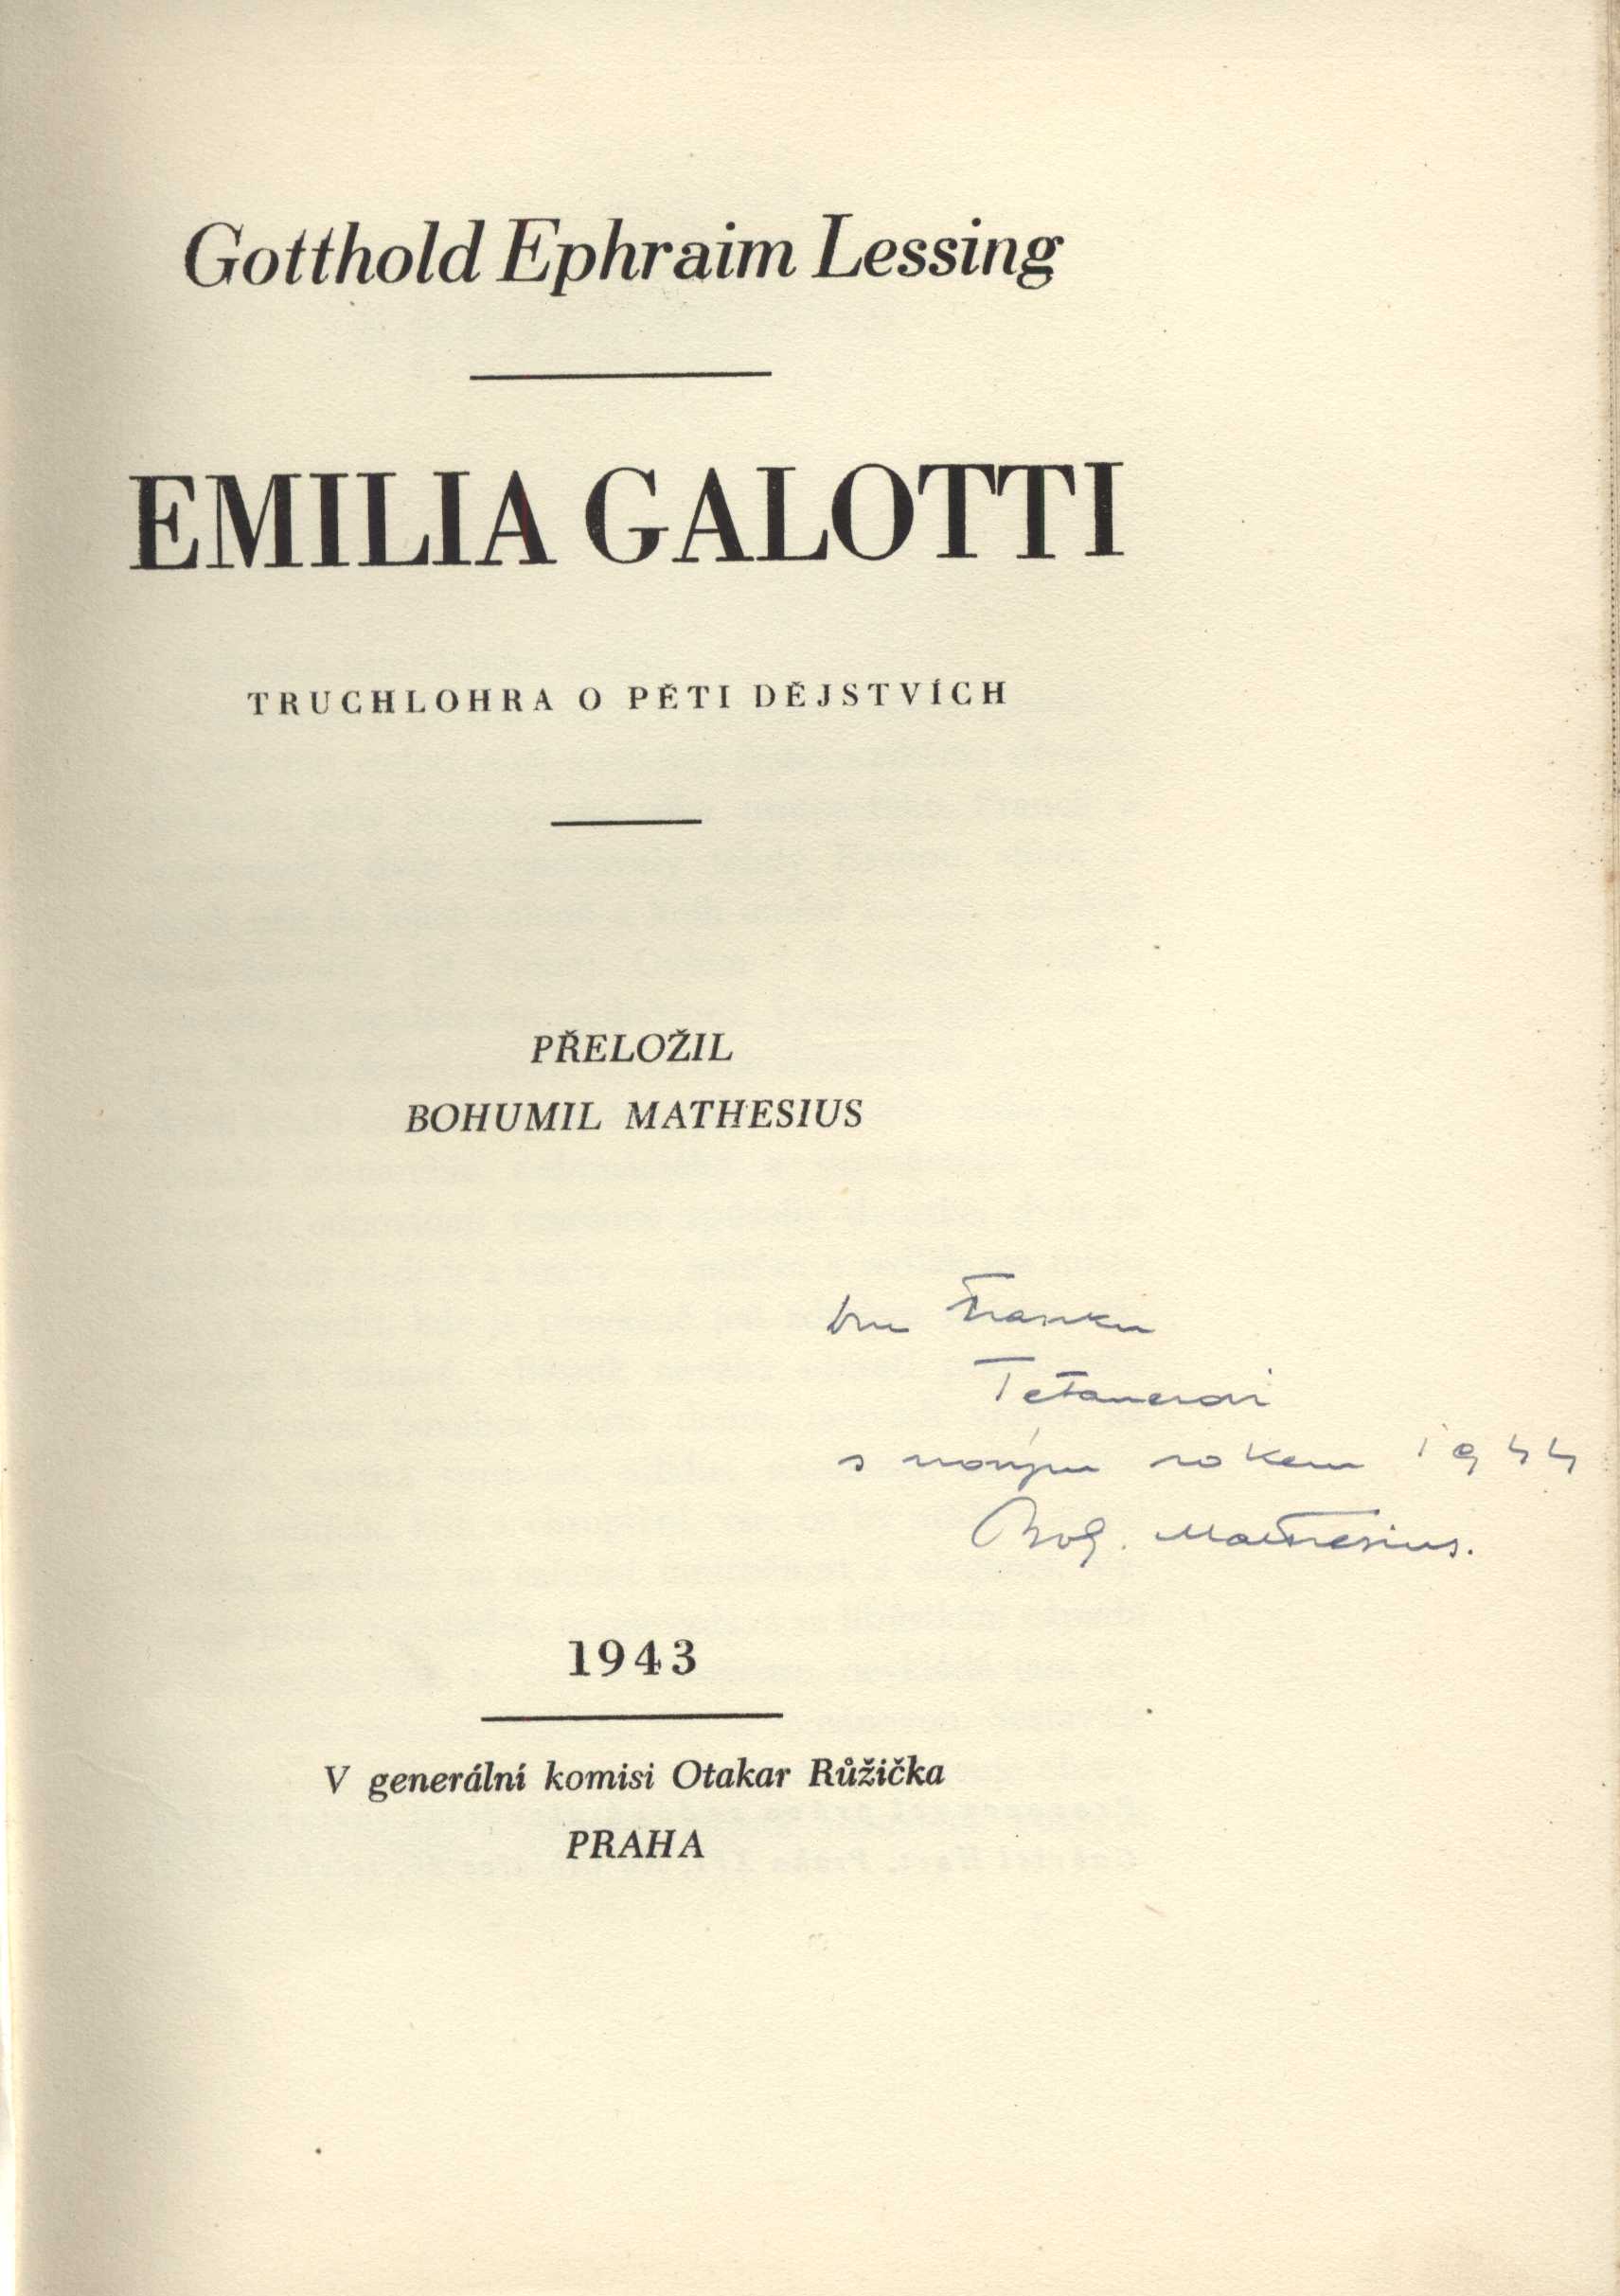 Gotthold Ephraim Lessing
EMILIA GALOTTI
TRUCHLOHRA O PĚTI DĚJSTVÍCH
PŘELOŽIL
BOHUMIL MATHESIUS
Franku
Tetauerovi
s novým rokem 1944
Boh. Mathesius.
1943
V generální komisi Otakar Růžička
PRAHA